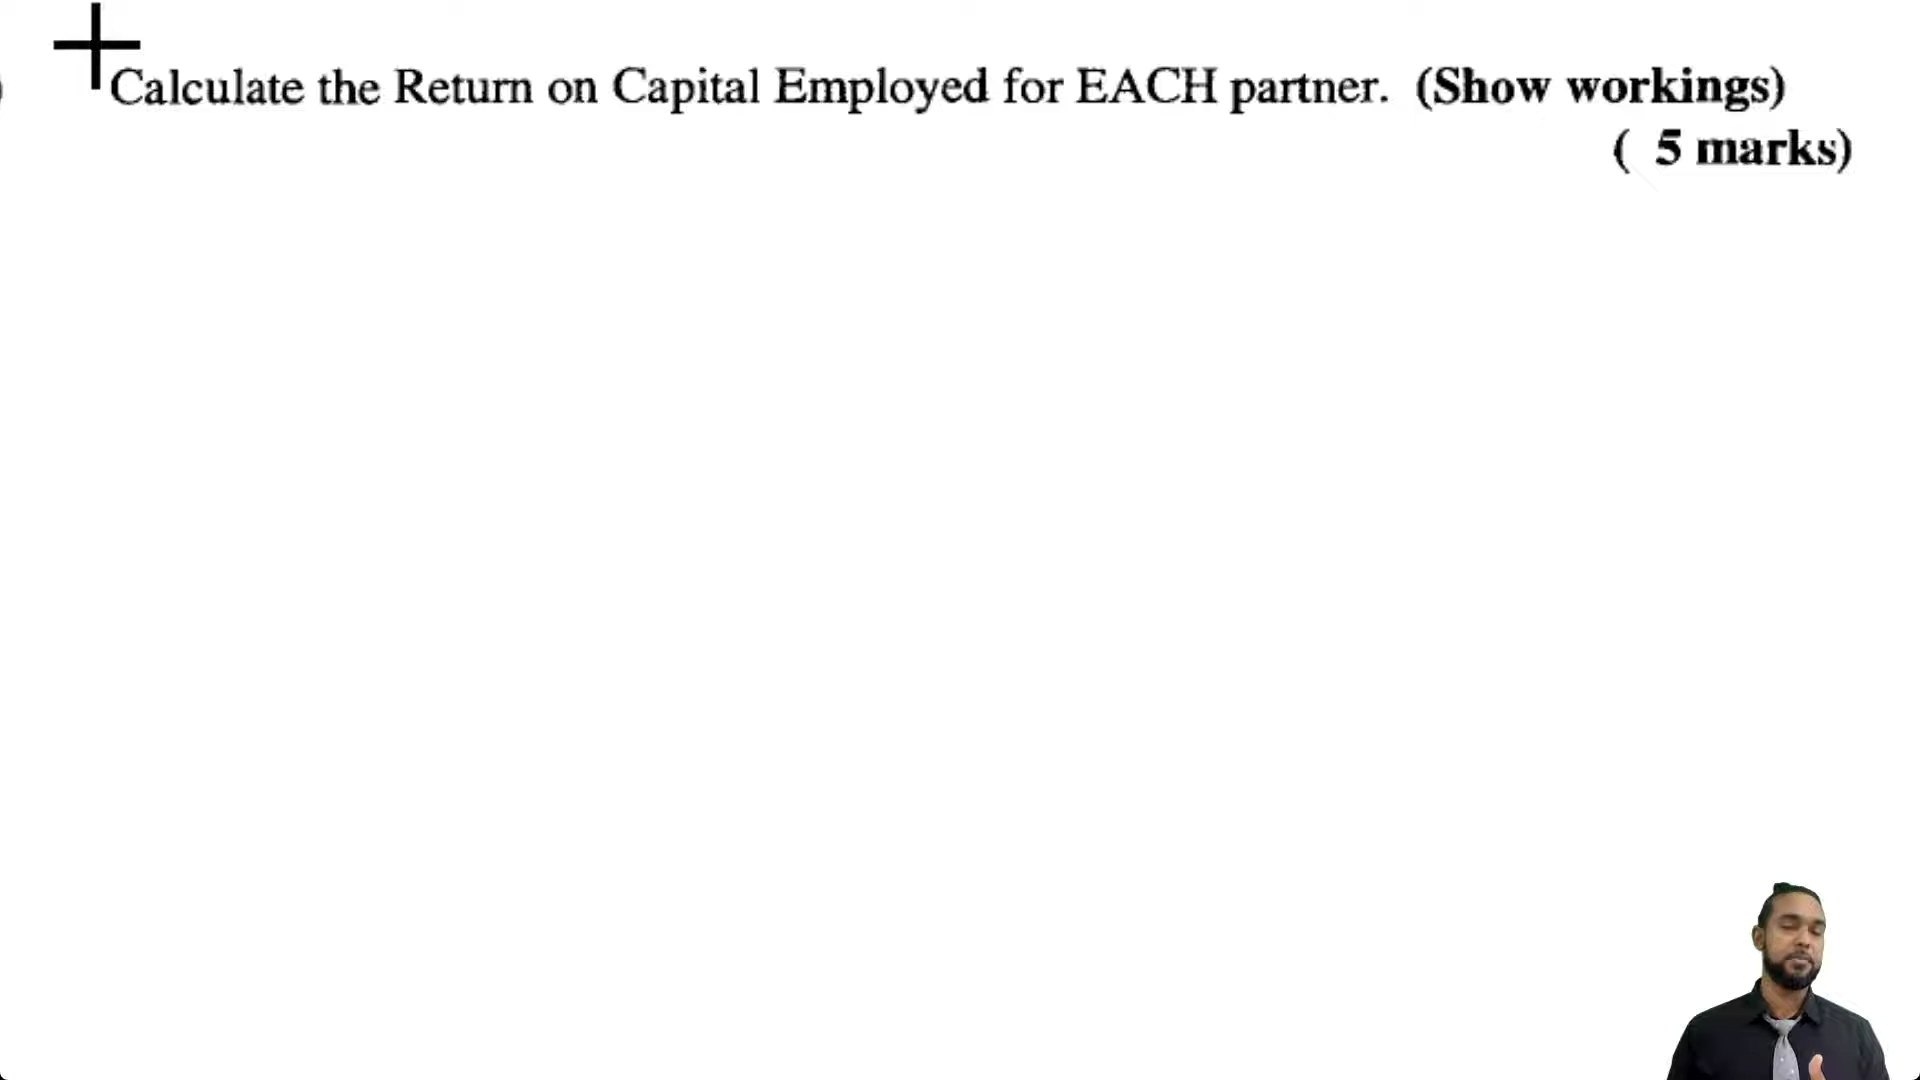 Calculate the Return on Capital Employed for EACH partner. (Show workings)
( 5 marks)